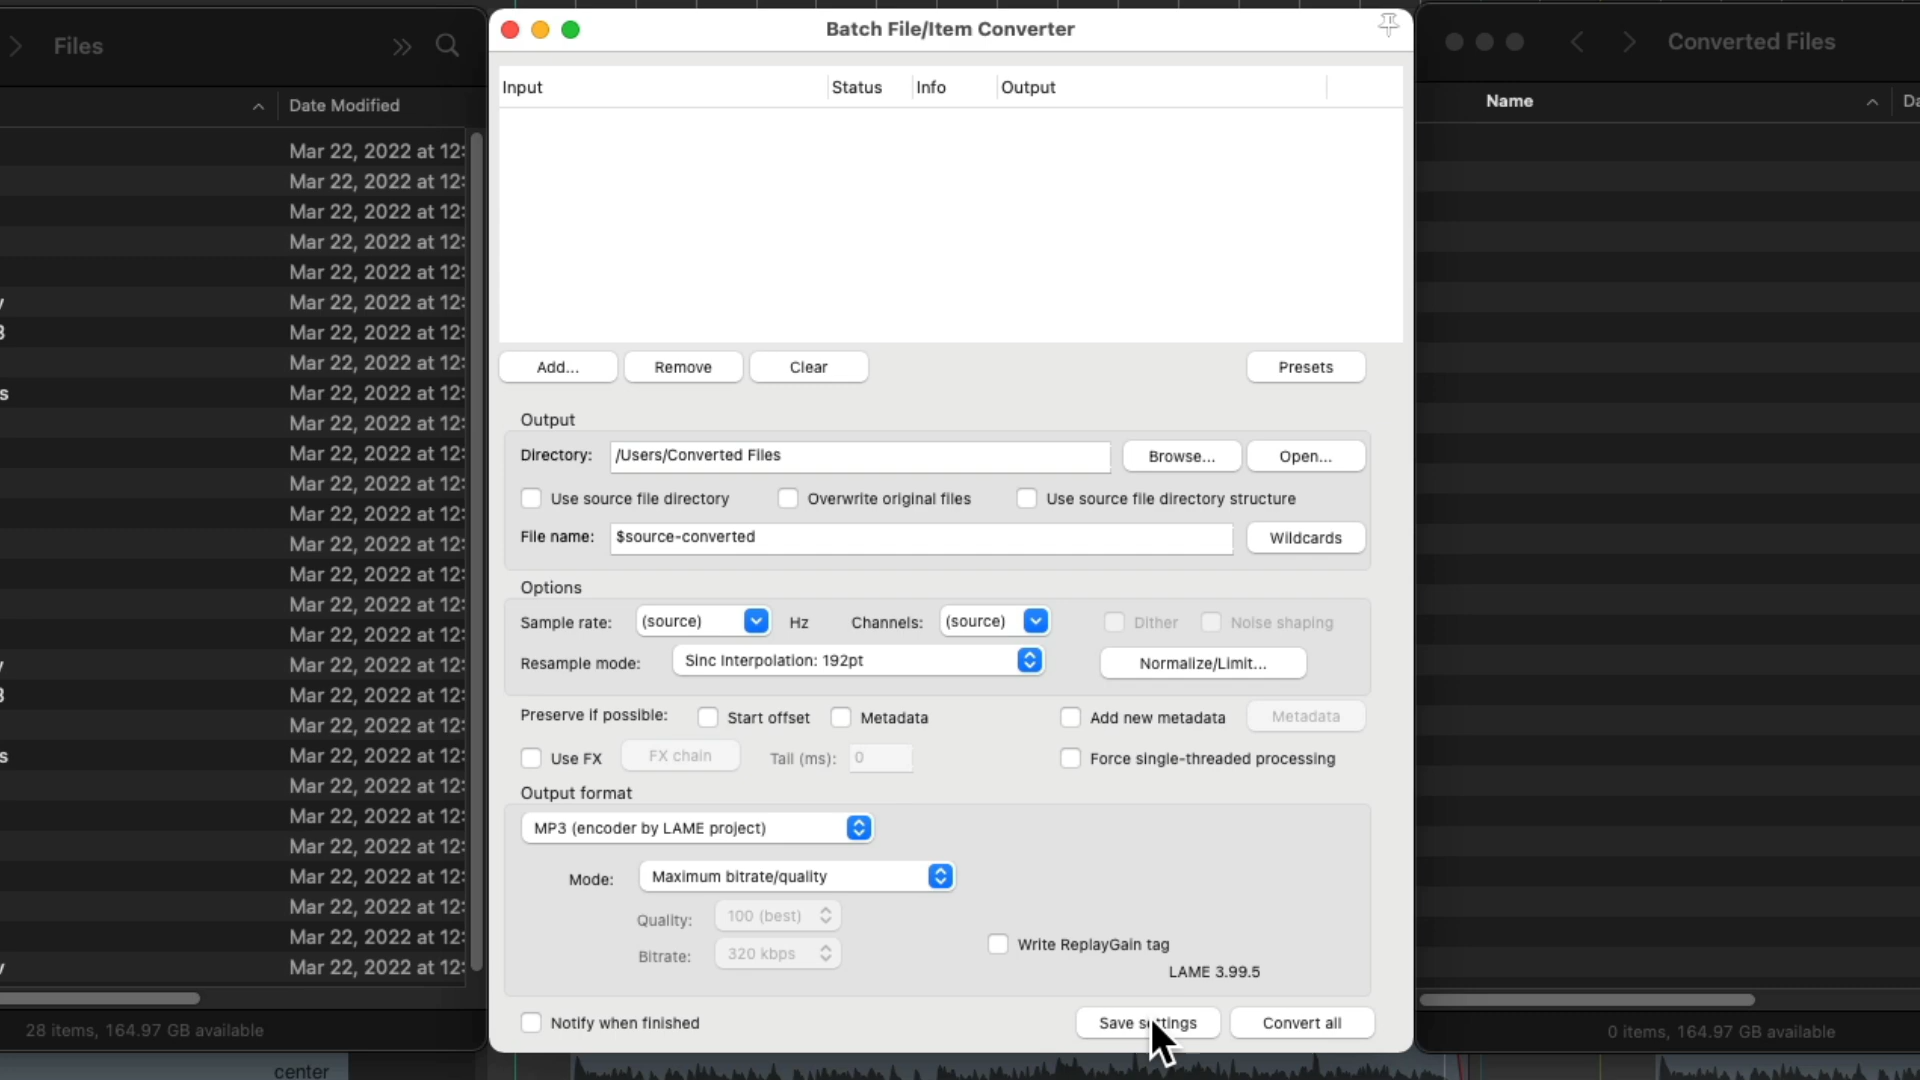 Files
Date Modified
Mar 22, 2022 at 12:
Mar 22, 2022 at 12:
Mar 22, 2022 at 12:
Mar 22, 2022 at 12:
Mar 22, 2022 at 12:
y
Mar 22, 2022 at 12:
3
Mar 22, 2022 at 12:
Mar 22, 2022 at 12:
s
Mar 22, 2022 at 12:
Mar 22, 2022 at 12:
Mar 22, 2022 at 12:
Mar 22, 2022 at 12:
Mar 22, 2022 at 12:
Mar 22, 2022 at 12:
Mar 22, 2022 at 12:
Mar 22, 2022 at 12:
Mar 22, 2022 at 12:
y
Mar 22, 2022 at 12:
3
Mar 22, 2022 at 12:
Mar 22, 2022 at 12:
s
Mar 22, 2022 at 12:
Mar 22, 2022 at 12:
Mar 22, 2022 at 12:
Mar 22, 2022 at 12:
Mar 22, 2022 at 12:
Mar 22, 2022 at 12:
Mar 22, 2022 at 12:
y
Mar 22, 2022 at 12:
28 items, 164.97 GB available
center
Batch File/Item Converter
Input Status Info Output
Add... Remove Clear Presets
Output
Directory: /Users/Converted Files Browse... Open...
Use source file directory Overwrite original files Use source file directory structure
File name: $source-converted Wildcards
Options
Sample rate: (source) Hz Channels: (source) Dither Noise shaping
Resample mode: Sinc Interpolation: 192pt Normalize/Limit...
Preserve if possible: Start offset Metadata Add new metadata Metadata
Use FX FX chain Tail (ms): 0 Force single-threaded processing
Output format
MP3 (encoder by LAME project)
Mode: Maximum bitrate/quality
Quality: 100 (best)
Bitrate: 320 kbps
Write ReplayGain tag
LAME 3.99.5
Notify when finished Save settings Convert all
Converted Files
Name Da
0 items, 164.97 GB available